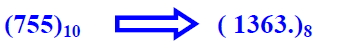 (755)₁₀ ⇒ ( 1363.)₈